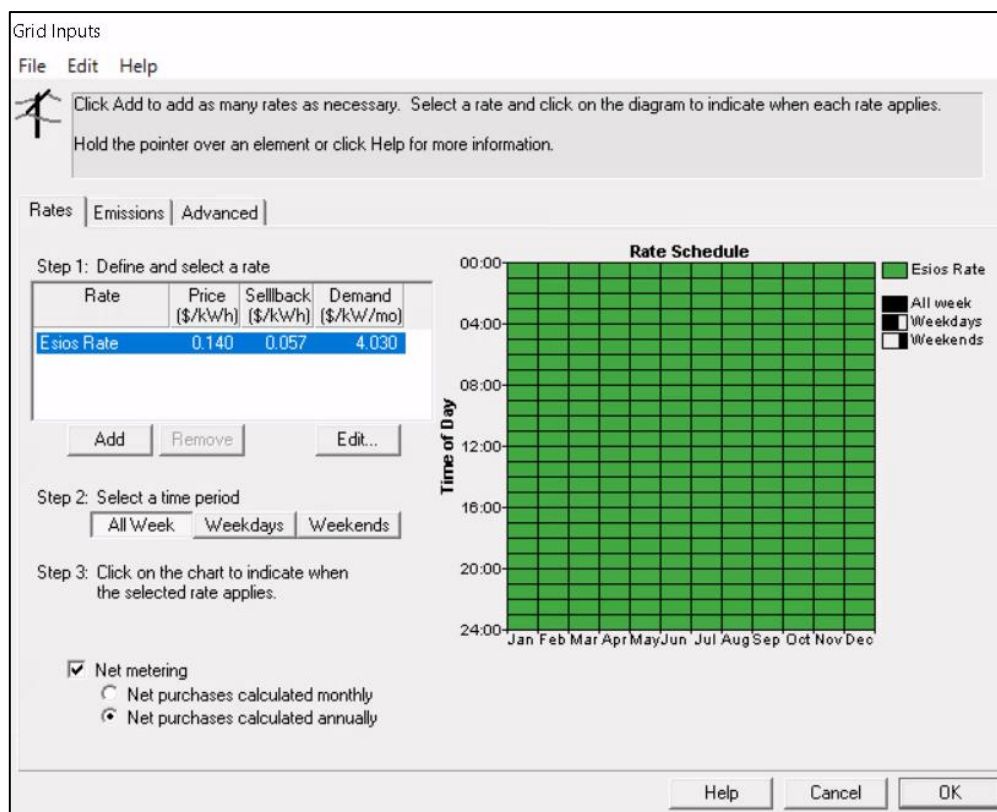 Grid Inputs
File Edit Help
Click Add to add as many rates as necessary. Select a rate and click on the diagram to indicate when each rate applies.
Hold the pointer over an element or click Help for more information.
Rates Emissions Advanced
Step 1: Define and select a rate
Rate Price Selllback Demand
($/kWh) ($/kWh) ($/kW/mo)
Esios Rate 0.140 0.057 4.030
Add Remove Edit...
Step 2: Select a time period
All Week Weekdays Weekends
Step 3: Click on the chart to indicate when
the selected rate applies.
Net metering
Net purchases calculated monthly
Net purchases calculated annually
Rate Schedule
Time of Day
00:00
04:00
08:00
12:00
16:00
20:00
24:00
Jan Feb Mar Apr May Jun Jul Aug Sep Oct Nov Dec
Esios Rate
All week
Weekdays
Weekends
Help Cancel OK